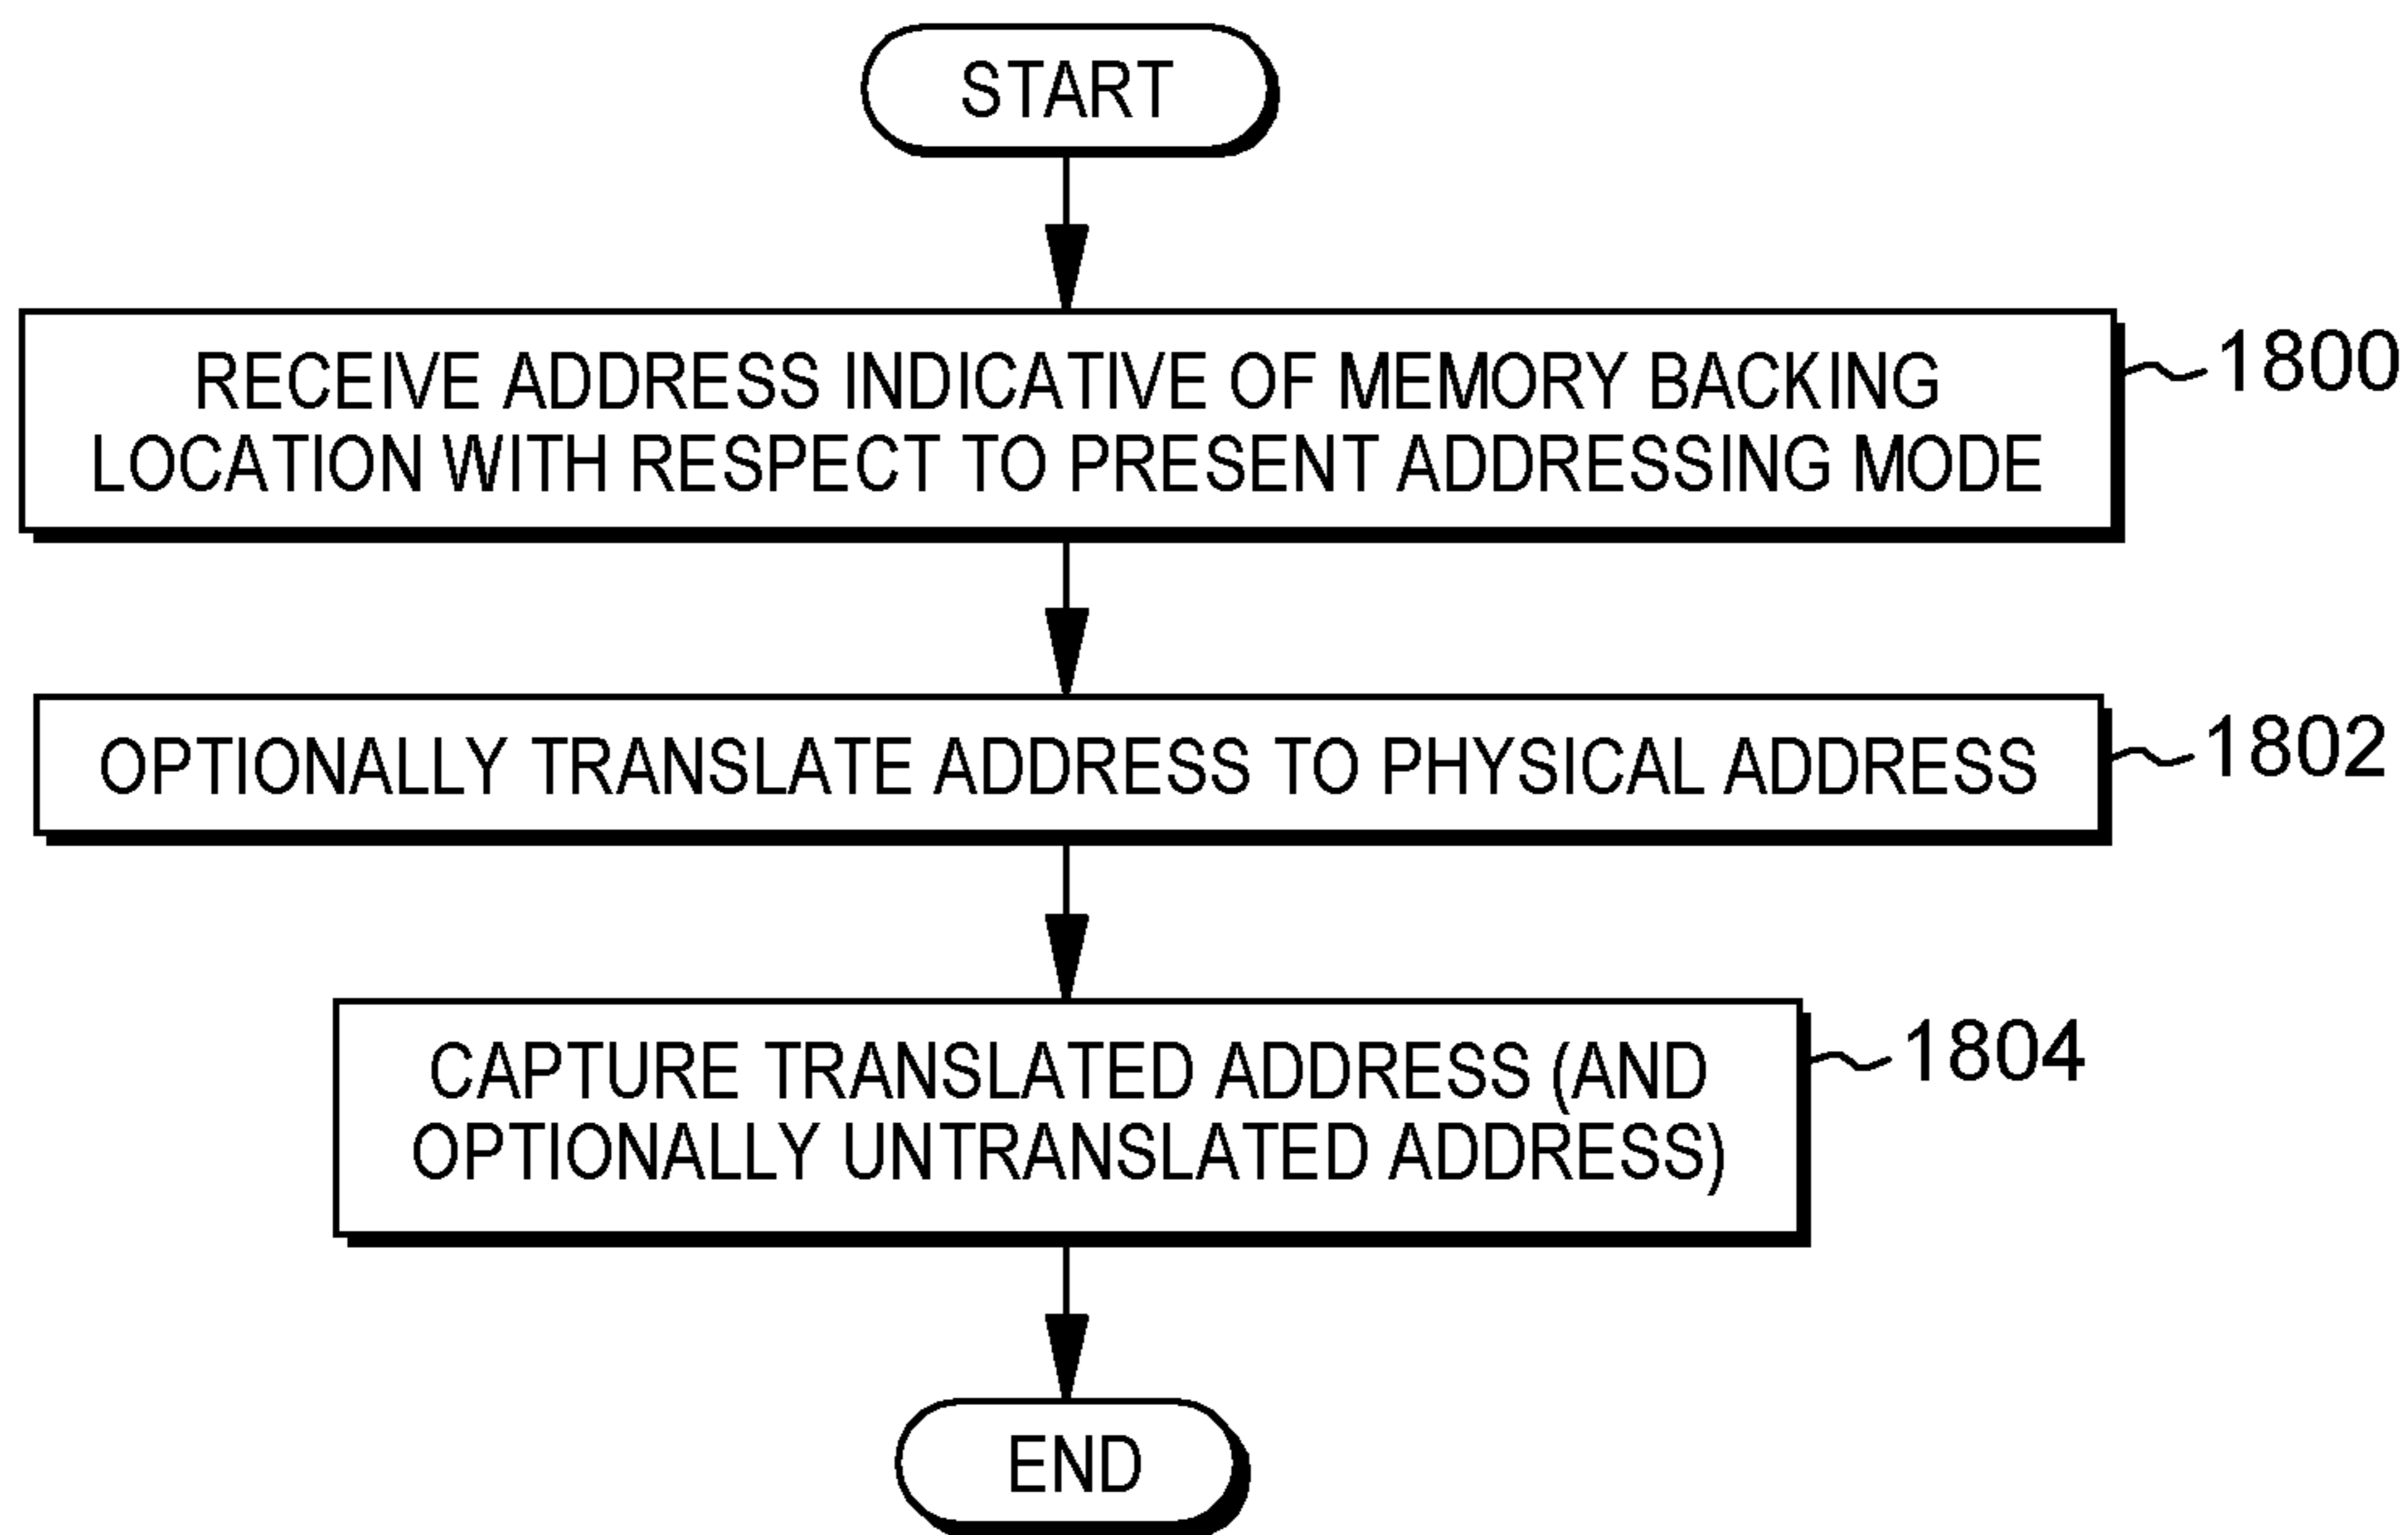 START
RECEIVE ADDRESS INDICATIVE OF MEMORY BACKING
LOCATION WITH RESPECT TO PRESENT ADDRESSING MODE
1800
OPTIONALLY TRANSLATE ADDRESS TO PHYSICAL ADDRESS
1802
CAPTURE TRANSLATED ADDRESS (AND
OPTIONALLY UNTRANSLATED ADDRESS)
1804
END